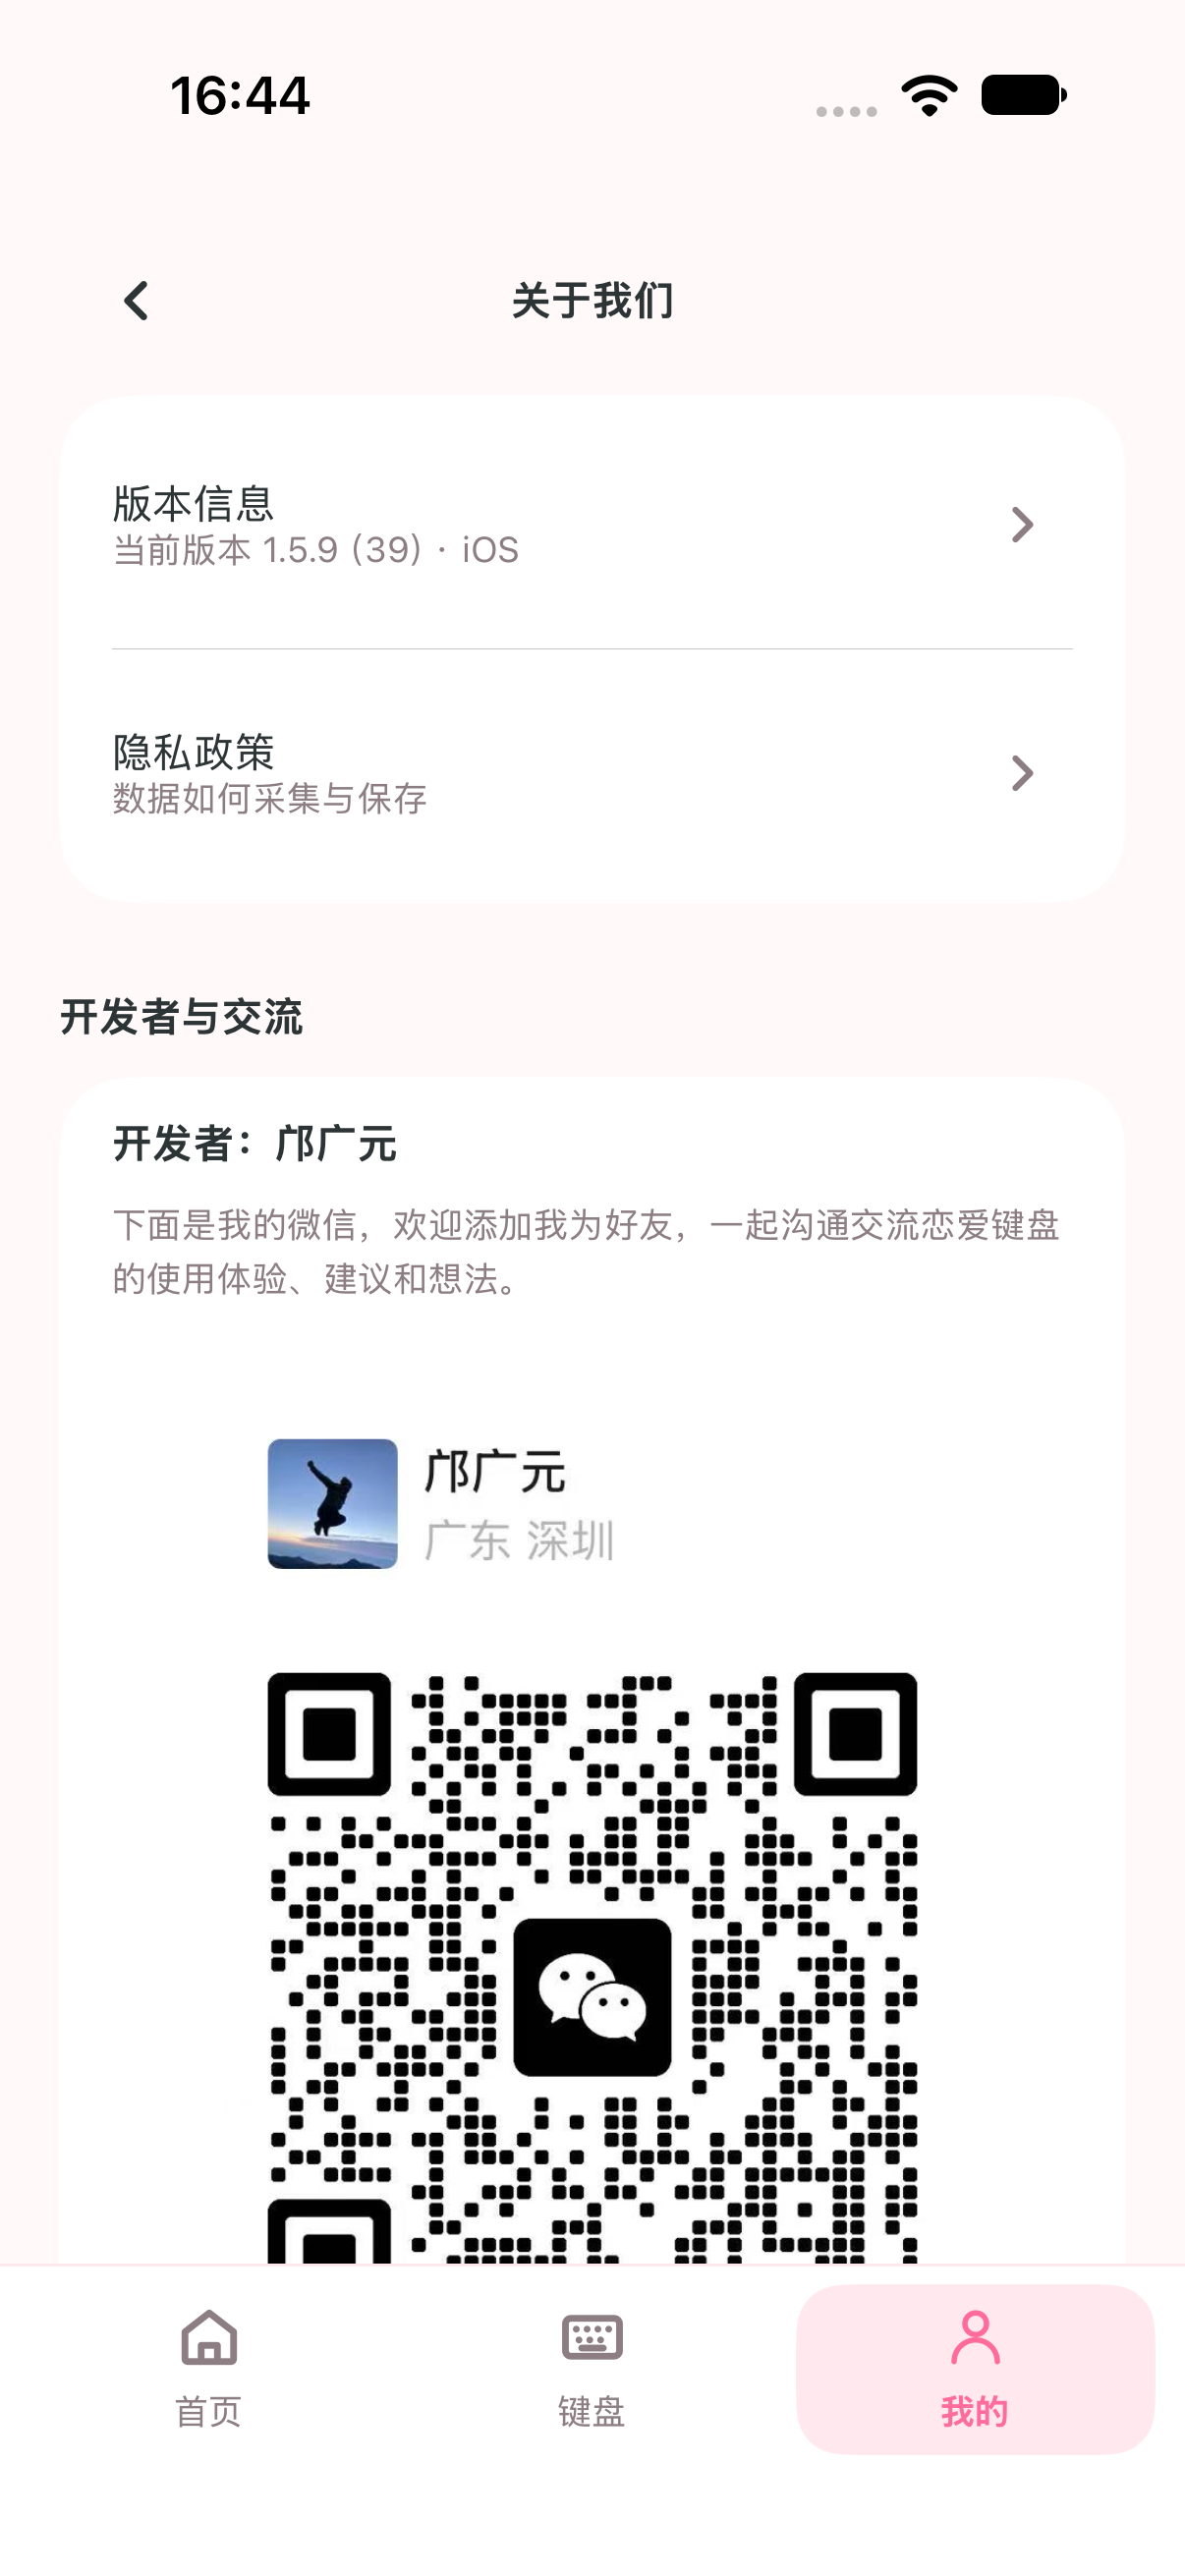 16:44
关于我们
版本信息
当前版本 1.5.9 (39) · iOS
隐私政策
数据如何采集与保存
开发者与交流
开发者：邝广元
下面是我的微信，欢迎添加我为好友，一起沟通交流恋爱键盘
的使用体验、建议和想法。
邝广元
广东 深圳
首页
键盘
我的